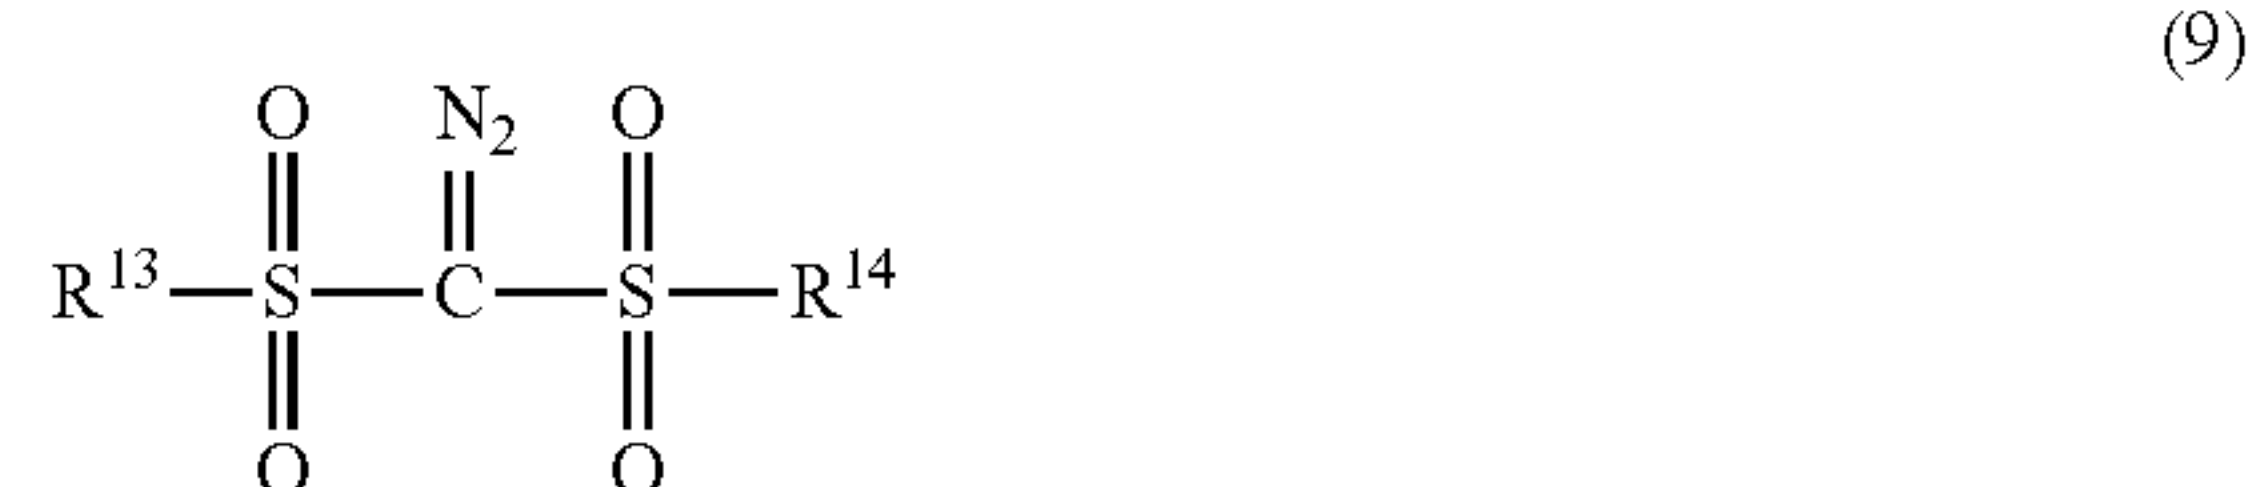 (9)
O N₂ O
R¹³—S—C—S—R¹⁴
O O